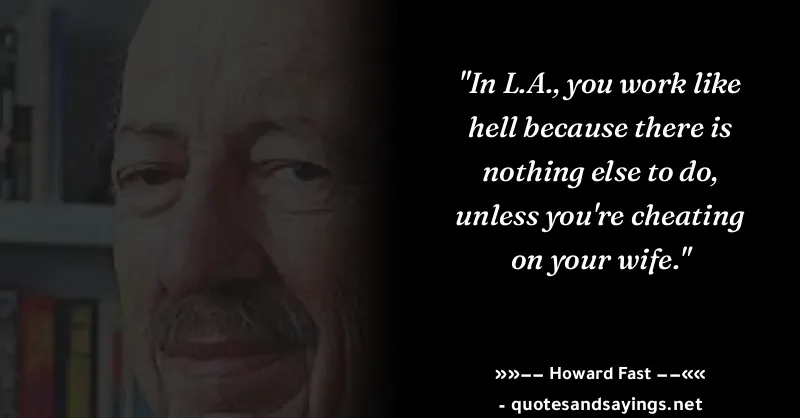 "In L.A., you work like
hell because there is
nothing else to do,
unless you're cheating
on your wife."
»»–– Howard Fast ––««
- quotesandsayings.net